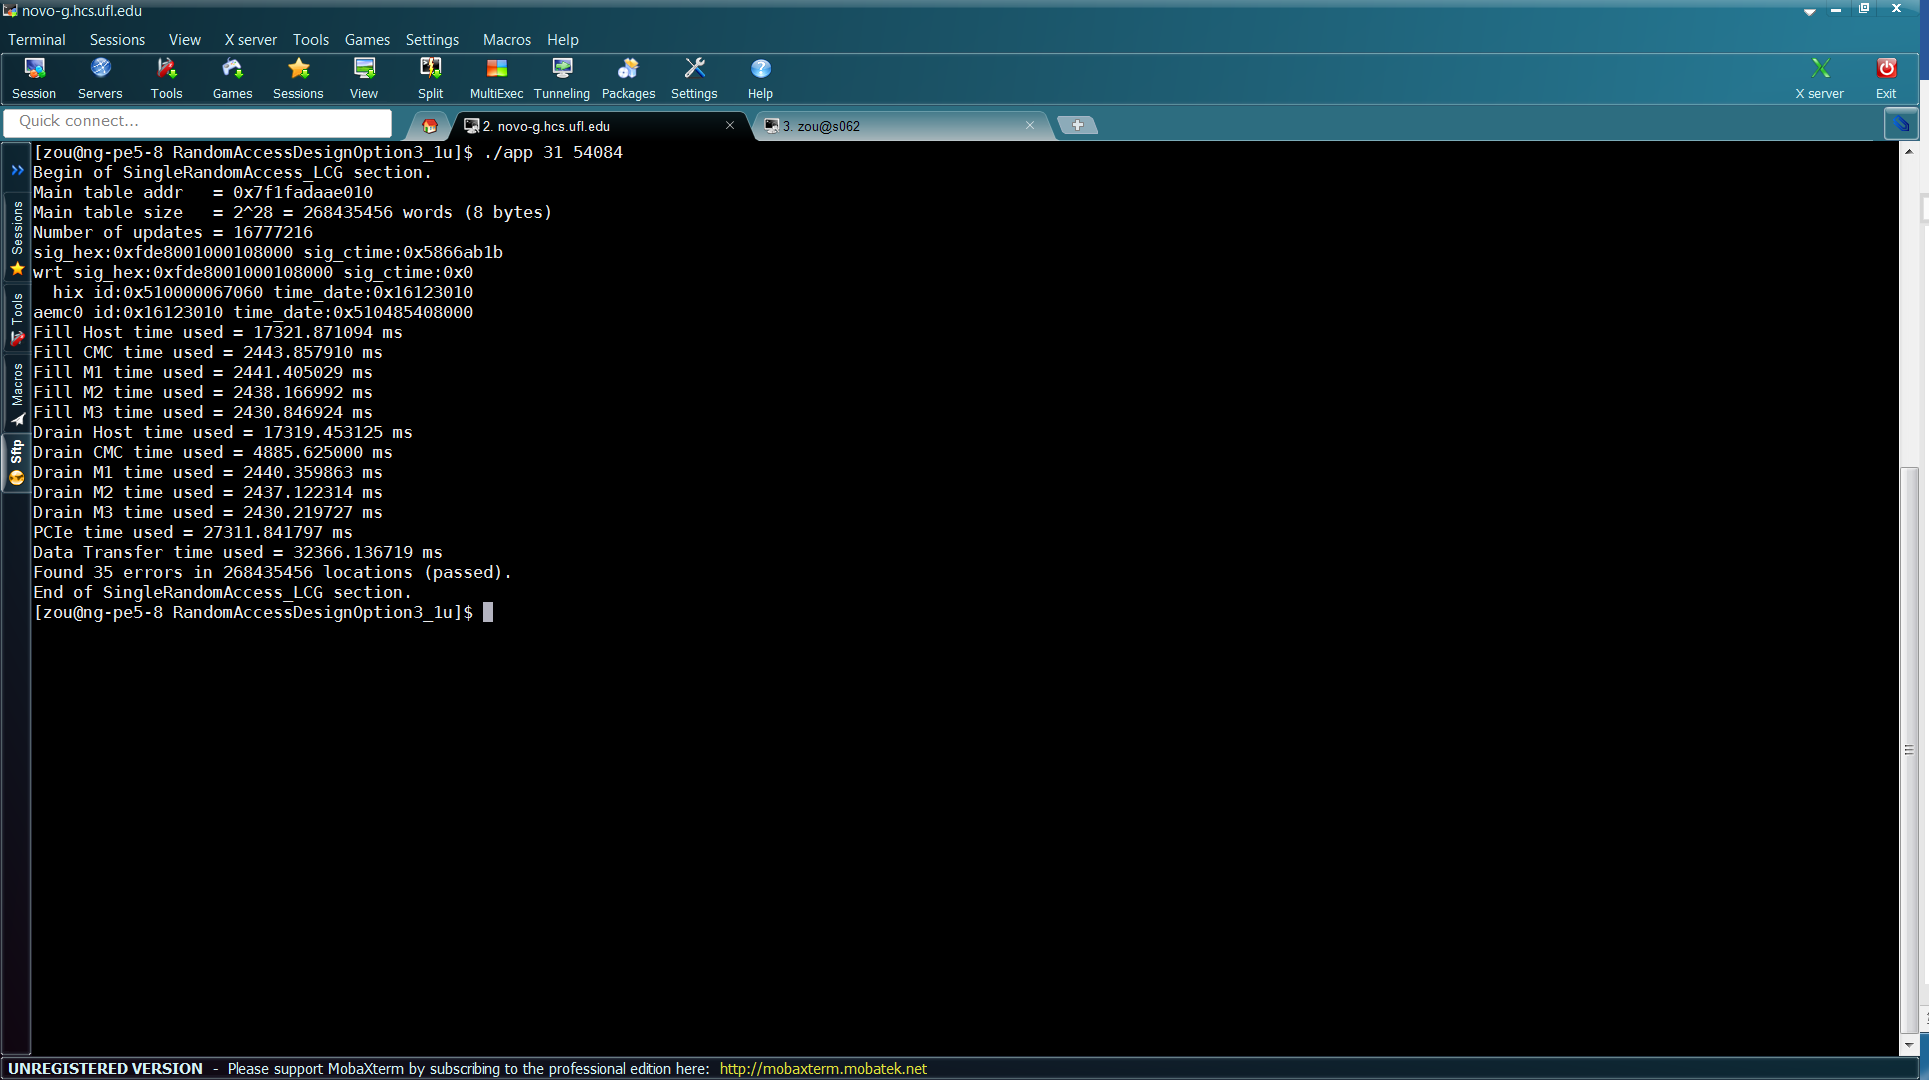 novo-g.hcs.ufl.edu
Terminal Sessions View X server Tools Games Settings Macros Help
Session Servers Tools Games Sessions View Split MultiExec Tunneling Packages Settings Help X server Exit
Quick connect... 2. novo-g.hcs.ufl.edu 3. zou@s062
[zou@ng-pe5-8 RandomAccessDesignOption3_1u]$ ./app 31 54084
Begin of SingleRandomAccess_LCG section.
Main table addr   = 0x7f1fadaae010
Main table size   = 2^28 = 268435456 words (8 bytes)
Number of updates = 16777216
sig_hex:0xfde8001000108000 sig_ctime:0x5866ab1b
wrt sig_hex:0xfde8001000108000 sig_ctime:0x0
  hix id:0x510000067060 time_date:0x16123010
aemc0 id:0x16123010 time_date:0x510485408000
Fill Host time used = 17321.871094 ms
Fill CMC time used = 2443.857910 ms
Fill M1 time used = 2441.405029 ms
Fill M2 time used = 2438.166992 ms
Fill M3 time used = 2430.846924 ms
Drain Host time used = 17319.453125 ms
Drain CMC time used = 4885.625000 ms
Drain M1 time used = 2440.359863 ms
Drain M2 time used = 2437.122314 ms
Drain M3 time used = 2430.219727 ms
PCIe time used = 27311.841797 ms
Data Transfer time used = 32366.136719 ms
Found 35 errors in 268435456 locations (passed).
End of SingleRandomAccess_LCG section.
[zou@ng-pe5-8 RandomAccessDesignOption3_1u]$
Sessions
Tools
Macros
Sftp
UNREGISTERED VERSION - Please support MobaXterm by subscribing to the professional edition here: http://mobaxterm.mobatek.net